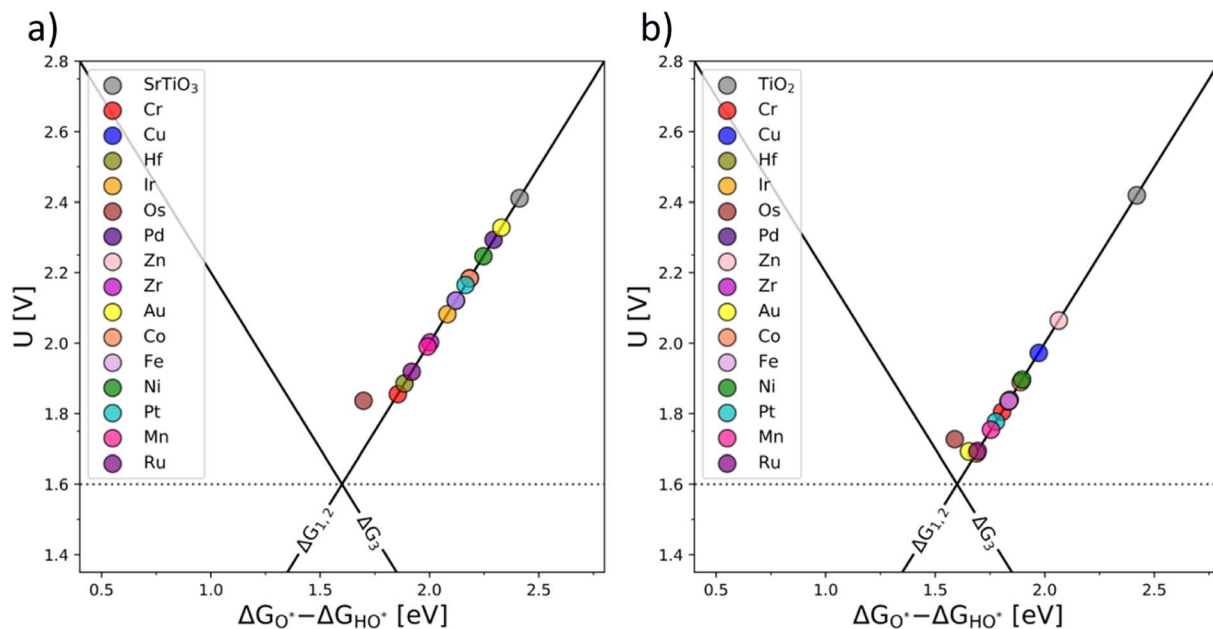 a)
2.8
2.6
2.4
2.2
2.0
1.8
1.6
1.4
U [V]
SrTiO₃
Cr
Cu
Hf
Ir
Os
Pd
Zn
Zr
Au
Co
Fe
Ni
Pt
Mn
Ru
ΔG₁,₂
ΔG₃
0.5 1.0 1.5 2.0 2.5
ΔG_O*−ΔG_HO* [eV]
b)
2.8
2.6
2.4
2.2
2.0
1.8
1.6
1.4
U [V]
TiO₂
Cr
Cu
Hf
Ir
Os
Pd
Zn
Zr
Au
Co
Fe
Ni
Pt
Mn
Ru
ΔG₁,₂
ΔG₃
0.5 1.0 1.5 2.0 2.5
ΔG_O*−ΔG_HO* [eV]